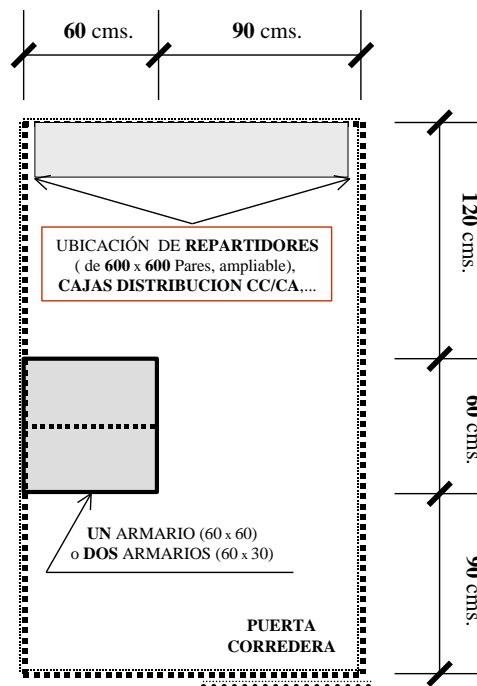 60 cms.
90 cms.
120 cms.
UBICACIÓN DE REPARTIDORES
( de 600 x 600 Pares, ampliable),
CAJAS DISTRIBUCION CC/CA,...
60 cms.
UN ARMARIO (60 x 60)
o DOS ARMARIOS (60 x 30)
90 cms.
PUERTA
CORREDERA